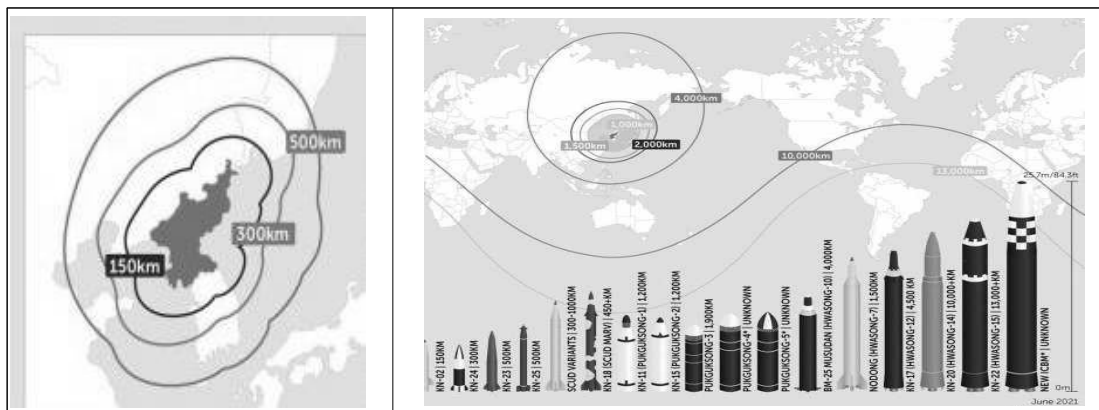 500km
300km
150km
4,000km
1,000km
1,500km
2,000km
10,000km
13,000km
25.7m/84.3ft
KN-02 | 150KM
KN-24 | 300KM
KN-23 | 300KM
KN-25 | 500KM
SCUD VARIANTS | 300-1000KM
KN-18 (SCUD MARV) | 450+KM
KN-11 (PUKGUKSONG-1) | 1,200KM
KN-15 (PUKGUKSONG-2) | 1,200KM
PUKGUKSONG-3 | 1,900KM
PUKGUKSONG-4* | UNKNOWN
PUKGUKSONG-5* | UNKNOWN
BM-25 MUSUDAN (HWASONG-10) | 4,000KM
NODONG (HWASONG-7) | 1,500KM
KN-17 (HWASONG-12) | 4,500 KM
KN-20 (HWASONG-14) | 10,000+KM
KN-22 (HWASONG-15) | 13,000+KM
NEW ICBM* | UNKNOWN
0m
June 2021